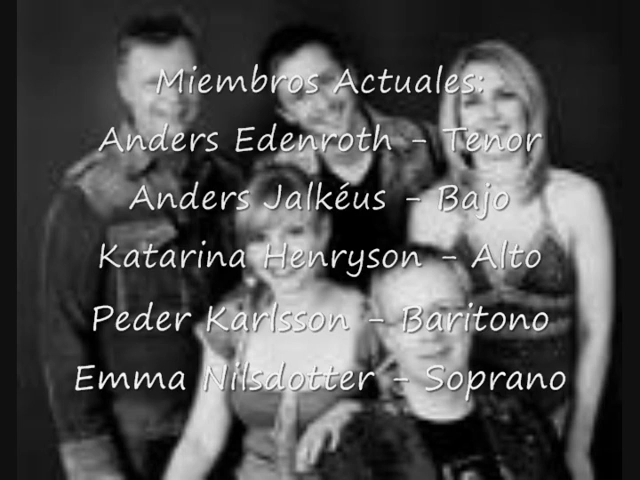 Miembros Actuales:
Anders Edenroth - Tenor
Anders Jalkéus - Bajo
Katarina Henryson - Alto
Peder Karlsson - Baritono
Emma Nilsdotter - Soprano